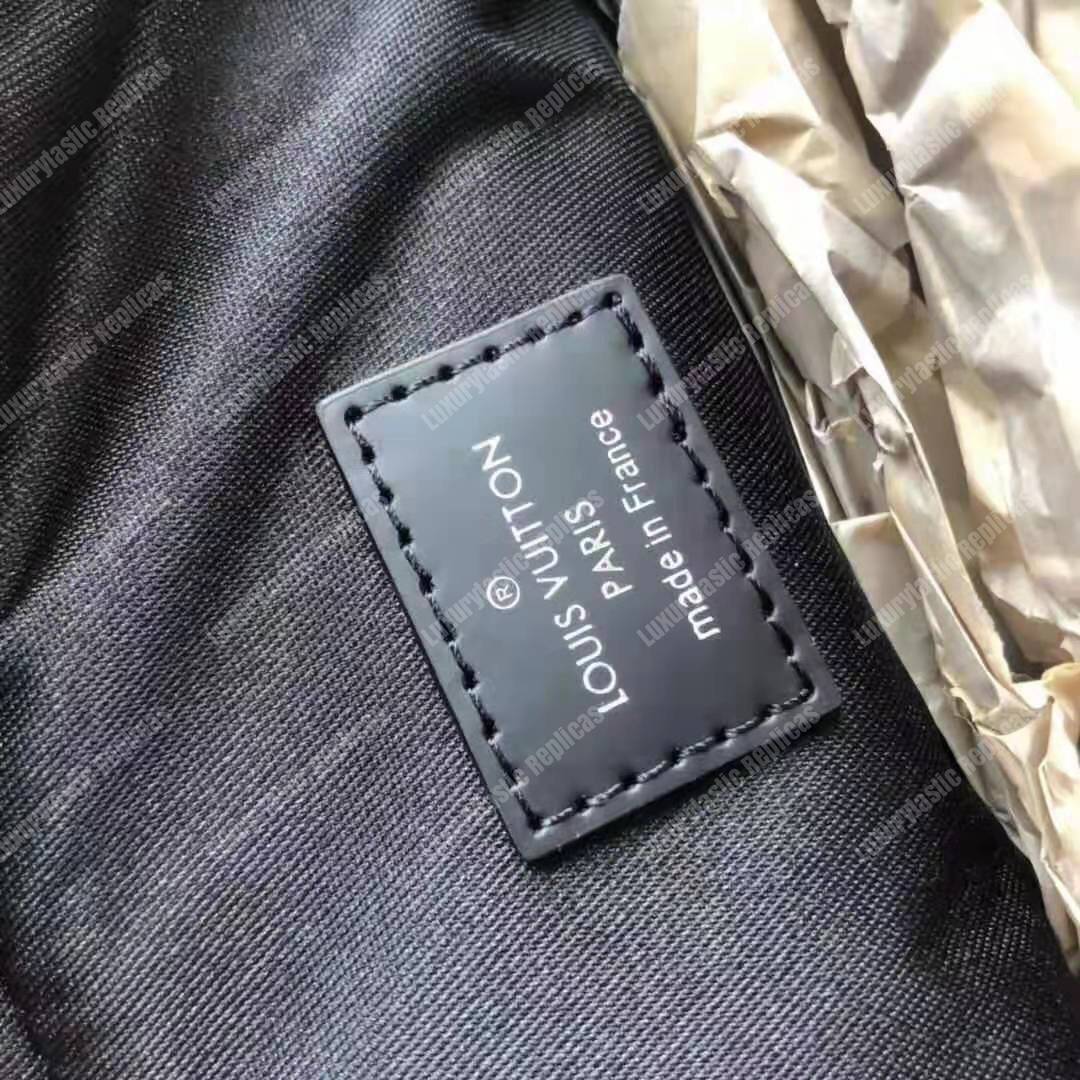 ®
LOUIS VUITTON
PARIS
made in France
Luxurylastic Replicas